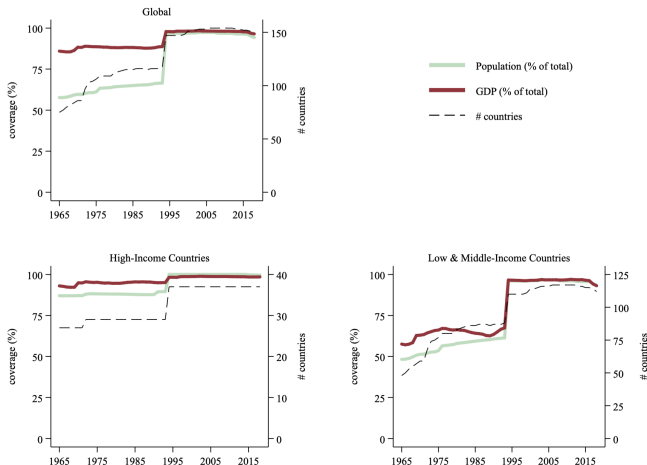 Global
100
75
50
25
0
coverage (%)
150
100
50
0
# countries
1965 1975 1985 1995 2005 2015
Population (% of total)
GDP (% of total)
# countries
High-Income Countries
100
75
50
25
0
coverage (%)
40
30
20
10
0
# countries
1965 1975 1985 1995 2005 2015
Low & Middle-Income Countries
100
75
50
25
0
coverage (%)
125
100
75
50
25
0
# countries
1965 1975 1985 1995 2005 2015